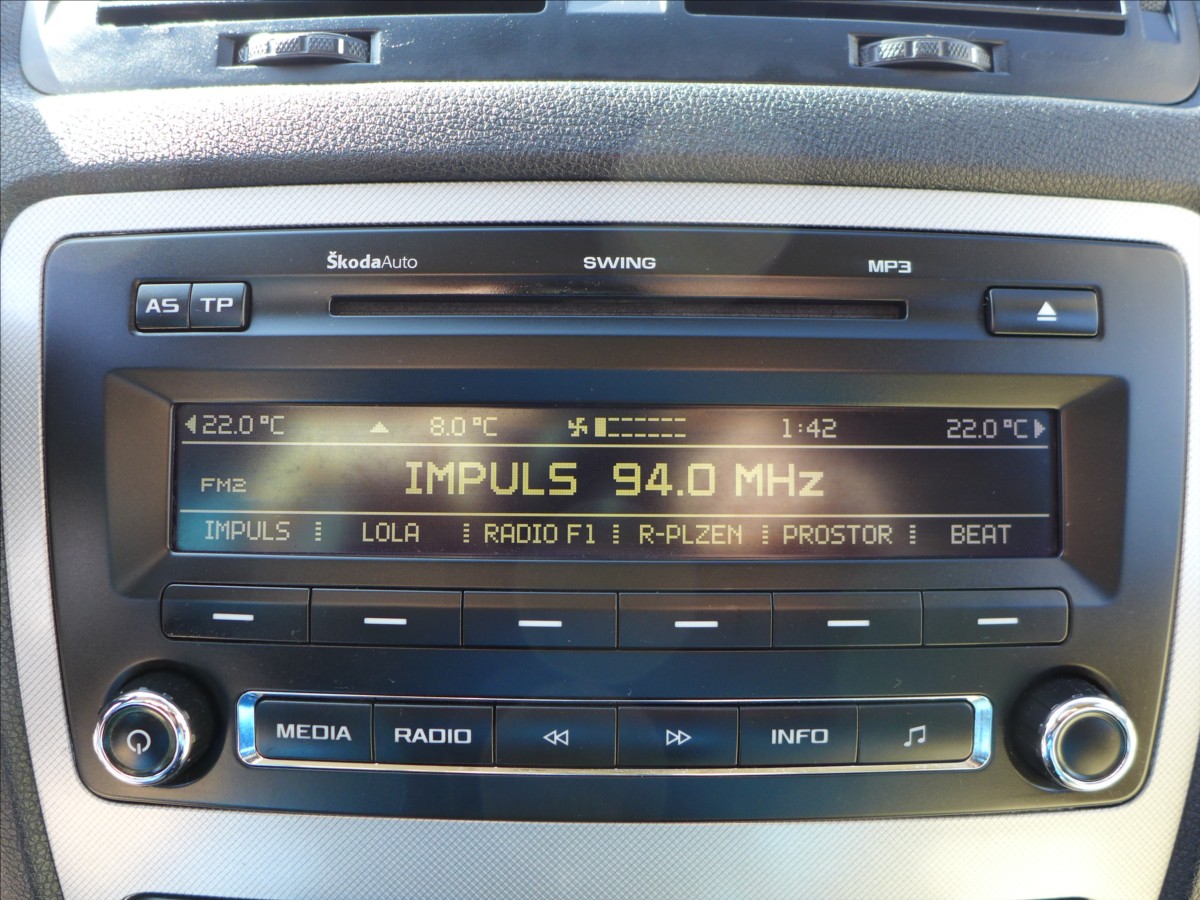 ŠkodaAuto SWING MP3
AS TP
22.0 °C 8.0 °C 1:42 22.0 °C
FM2 IMPULS 94.0 MHz
IMPULS LOLA RADIO F1 R-PLZEN PROSTOR BEAT
MEDIA RADIO INFO